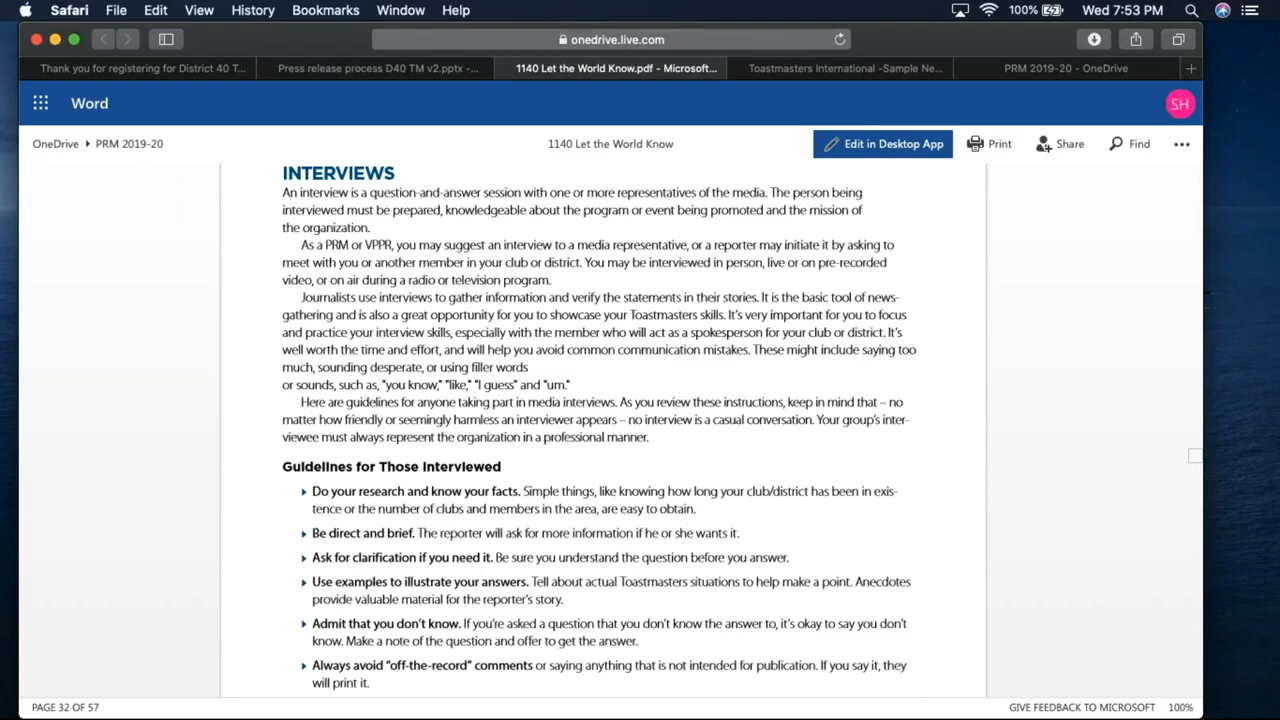 Safari File Edit View History Bookmarks Window Help 100% Wed 7:53 PM
onedrive.live.com
Thank you for registering for District 40 T... Press release process D40 TM v2.pptx -... 1140 Let the World Know.pdf - Microsoft... Toastmasters International -Sample Ne... PRM 2019-20 - OneDrive
Word SH
OneDrive PRM 2019-20 1140 Let the World Know Edit in Desktop App Print Share Find
INTERVIEWS
An interview is a question-and-answer session with one or more representatives of the media. The person being
interviewed must be prepared, knowledgeable about the program or event being promoted and the mission of
the organization.
As a PRM or VPPR, you may suggest an interview to a media representative, or a reporter may initiate it by asking to
meet with you or another member in your club or district. You may be interviewed in person, live or on pre-recorded
video, or on air during a radio or television program.
Journalists use interviews to gather information and verify the statements in their stories. It is the basic tool of news-
gathering and is also a great opportunity for you to showcase your Toastmasters skills. It's very important for you to focus
and practice your interview skills, especially with the member who will act as a spokesperson for your club or district. It's
well worth the time and effort, and will help you avoid common communication mistakes. These might include saying too
much, sounding desperate, or using filler words
or sounds, such as, "you know," "like," "I guess" and "um."
Here are guidelines for anyone taking part in media interviews. As you review these instructions, keep in mind that – no
matter how friendly or seemingly harmless an interviewer appears – no interview is a casual conversation. Your group's inter-
viewee must always represent the organization in a professional manner.
Guidelines for Those Interviewed
Do your research and know your facts. Simple things, like knowing how long your club/district has been in exis-
tence or the number of clubs and members in the area, are easy to obtain.
Be direct and brief. The reporter will ask for more information if he or she wants it.
Ask for clarification if you need it. Be sure you understand the question before you answer.
Use examples to illustrate your answers. Tell about actual Toastmasters situations to help make a point. Anecdotes
provide valuable material for the reporter's story.
Admit that you don't know. If you're asked a question that you don't know the answer to, it's okay to say you don't
know. Make a note of the question and offer to get the answer.
Always avoid "off-the-record" comments or saying anything that is not intended for publication. If you say it, they
will print it.
PAGE 32 OF 57 GIVE FEEDBACK TO MICROSOFT 100%